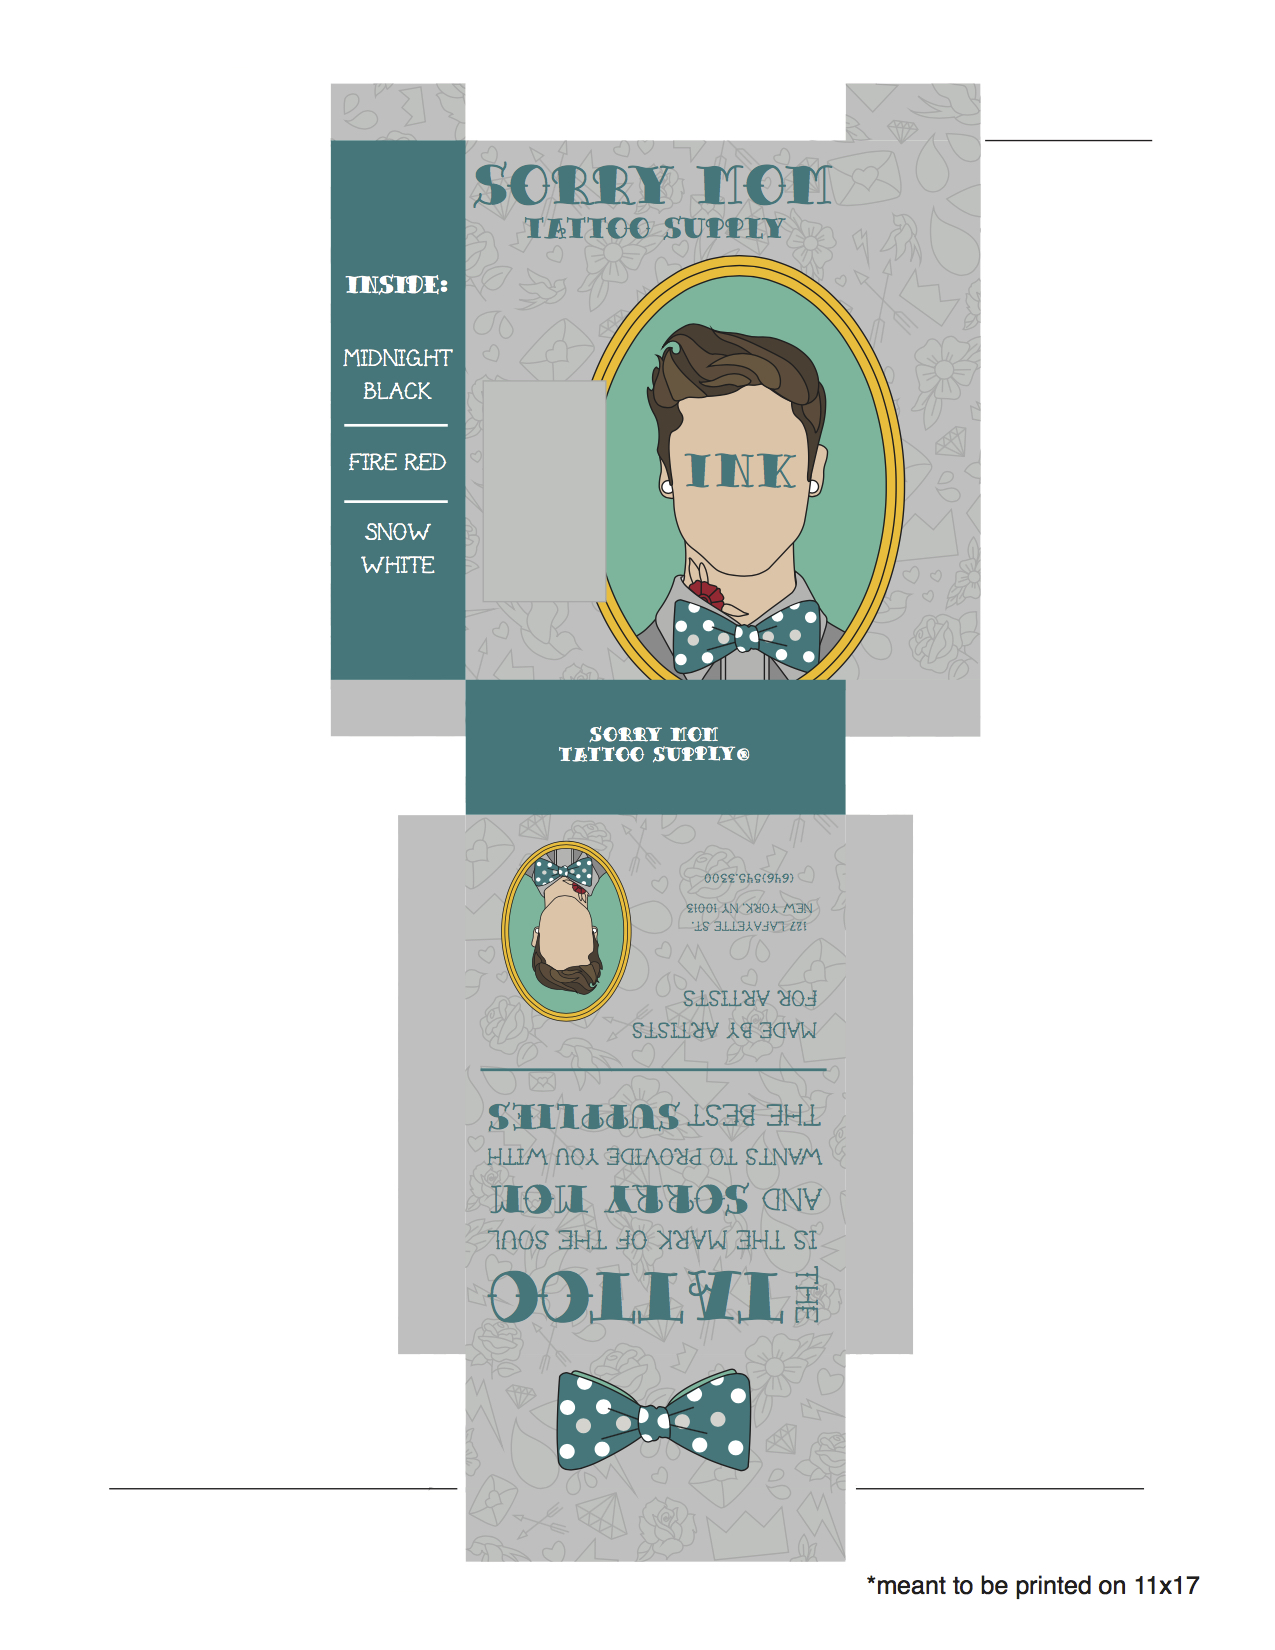 SORRY MOM
TATTOO SUPPLY
INSIDE:
MIDNIGHT
BLACK
FIRE RED
SNOW
WHITE
INK
SORRY MOM
TATTOO SUPPLY®
THE TATTOO
IS THE MARK OF THE SOUL
AND SORRY MOM
WANTS TO PROVIDE YOU WITH
THE BEST SUPPLIES
MADE BY ARTISTS
FOR ARTISTS
127 LAFAYETTE ST.
NEW YORK, NY 10013
(646)545.3300
*meant to be printed on 11x17